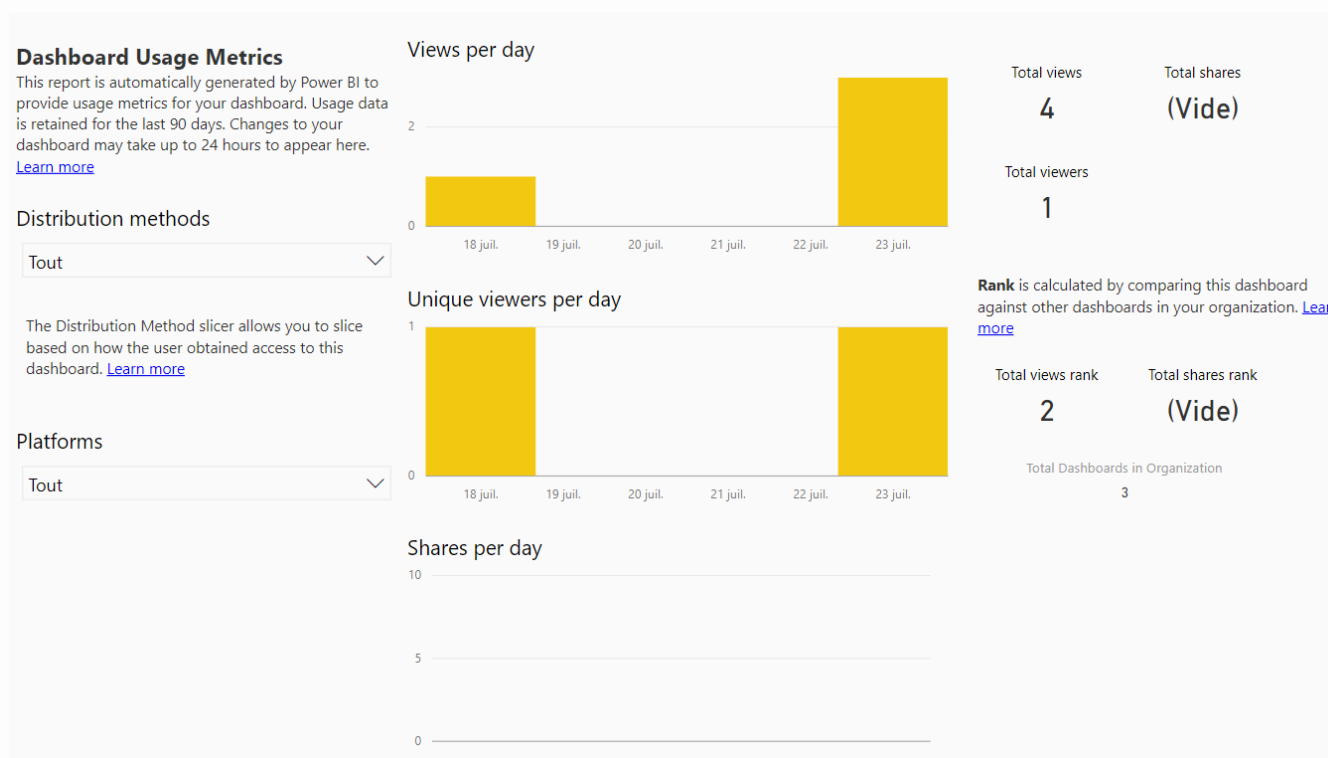 Dashboard Usage Metrics
This report is automatically generated by Power BI to
provide usage metrics for your dashboard. Usage data
is retained for the last 90 days. Changes to your
dashboard may take up to 24 hours to appear here.
Learn more
Distribution methods
Tout
The Distribution Method slicer allows you to slice
based on how the user obtained access to this
dashboard. Learn more
Platforms
Tout
Views per day
2
0
18 juil. 19 juil. 20 juil. 21 juil. 22 juil. 23 juil.
Unique viewers per day
1
0
18 juil. 19 juil. 20 juil. 21 juil. 22 juil. 23 juil.
Shares per day
10
5
0
Total views Total shares
4 (Vide)
Total viewers
1
Rank is calculated by comparing this dashboard
against other dashboards in your organization. Lear
more
Total views rank Total shares rank
2 (Vide)
Total Dashboards in Organization
3